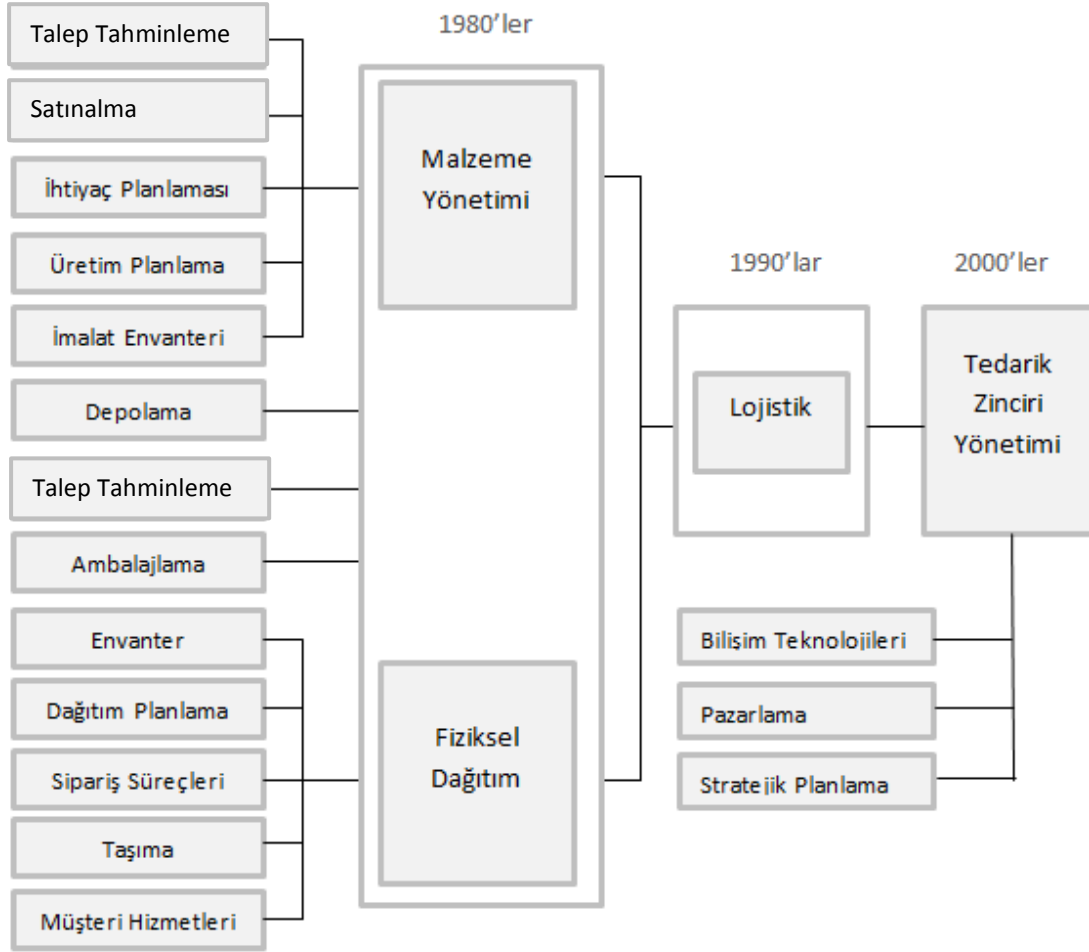 Talep Tahminleme
Satınalma
İhtiyaç Planlaması
Üretim Planlama
İmalat Envanteri
Depolama
Talep Tahminleme
Ambalajlama
Envanter
Dağıtım Planlama
Sipariş Süreçleri
Taşıma
Müşteri Hizmetleri
1980'ler
Malzeme
Yönetimi
Fiziksel
Dağıtım
1990'lar
Lojistik
2000'ler
Tedarik
Zinciri
Yönetimi
Bilişim Teknolojileri
Pazarlama
Stratejik Planlama